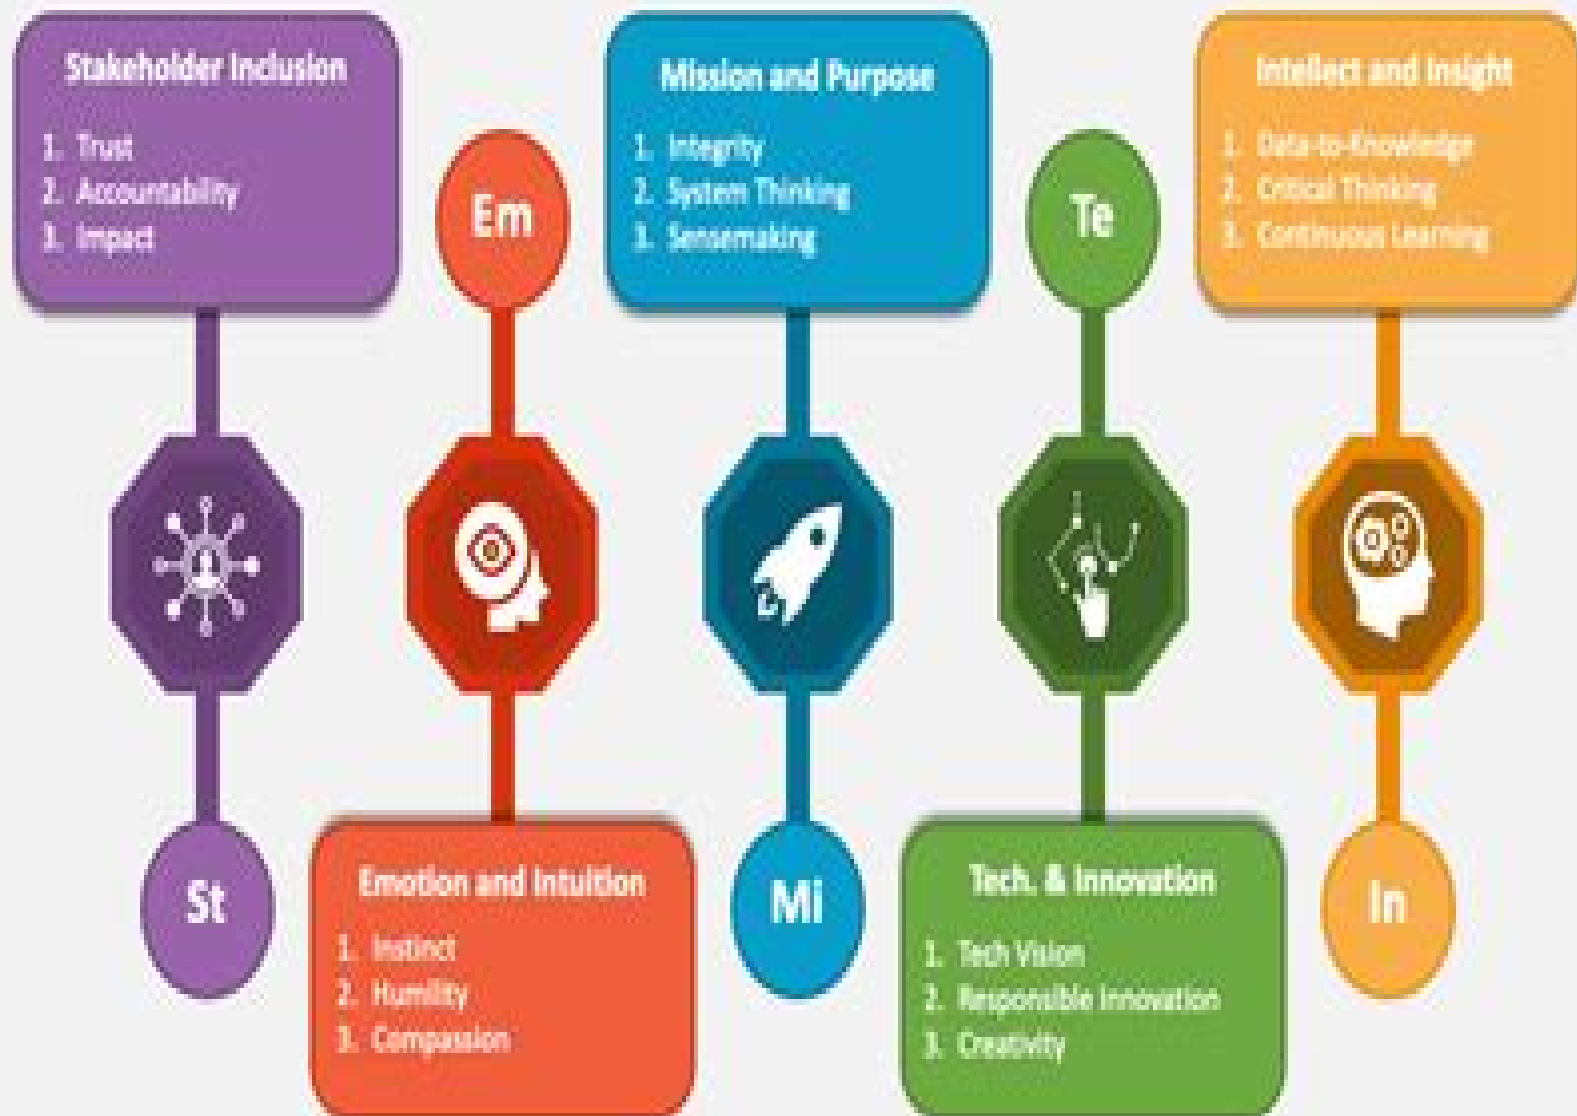 Stakeholder Inclusion
1. Trust
2. Accountability
3. Impact
Em
Mission and Purpose
1. Integrity
2. System Thinking
3. Sensemaking
Te
Intellect and Insight
1. Data-to-Knowledge
2. Critical Thinking
3. Continuous Learning
St
Emotion and Intuition
1. Instinct
2. Humility
3. Compassion
Mi
Tech. & Innovation
1. Tech Vision
2. Responsible Innovation
3. Creativity
In